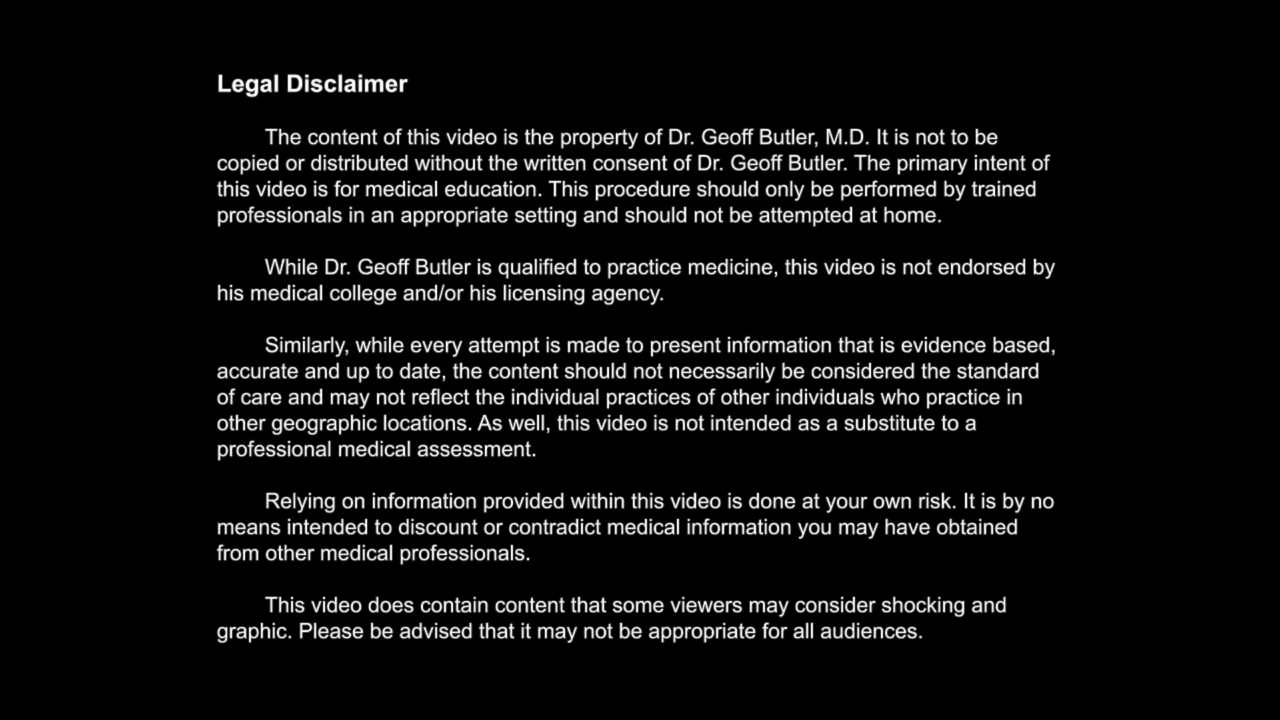 Legal Disclaimer
The content of this video is the property of Dr. Geoff Butler, M.D. It is not to be
copied or distributed without the written consent of Dr. Geoff Butler. The primary intent of
this video is for medical education. This procedure should only be performed by trained
professionals in an appropriate setting and should not be attempted at home.
While Dr. Geoff Butler is qualified to practice medicine, this video is not endorsed by
his medical college and/or his licensing agency.
Similarly, while every attempt is made to present information that is evidence based,
accurate and up to date, the content should not necessarily be considered the standard
of care and may not reflect the individual practices of other individuals who practice in
other geographic locations. As well, this video is not intended as a substitute to a
professional medical assessment.
Relying on information provided within this video is done at your own risk. It is by no
means intended to discount or contradict medical information you may have obtained
from other medical professionals.
This video does contain content that some viewers may consider shocking and
graphic. Please be advised that it may not be appropriate for all audiences.